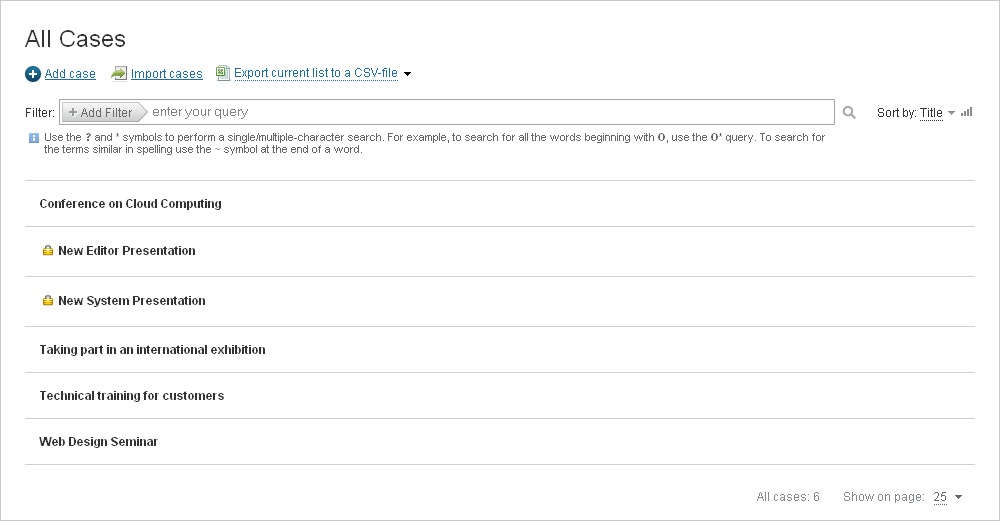 All Cases
Add case Import cases Export current list to a CSV-file
Filter: + Add Filter enter your query Sort by: Title
Use the ? and * symbols to perform a single/multiple-character search. For example, to search for all the words beginning with O, use the O* query. To search for
the terms similar in spelling use the ~ symbol at the end of a word.
Conference on Cloud Computing
New Editor Presentation
New System Presentation
Taking part in an international exhibition
Technical training for customers
Web Design Seminar
All cases: 6 Show on page: 25